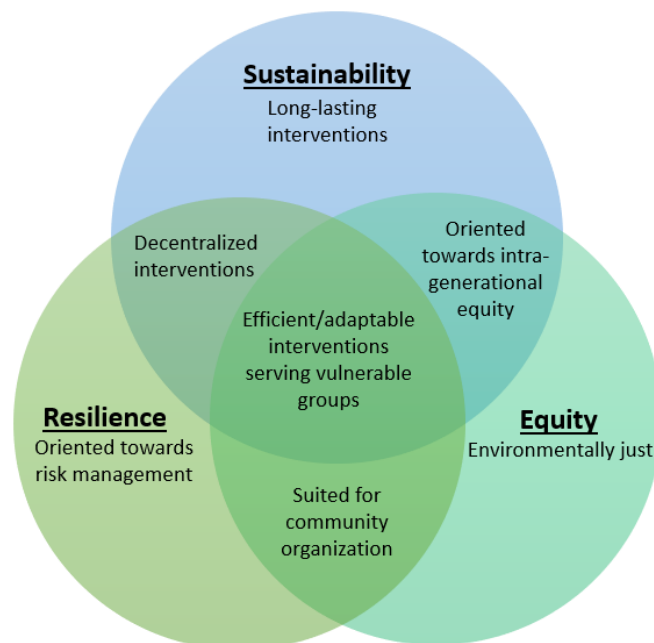 Sustainability
Long-lasting
interventions
Decentralized
interventions
Oriented
towards intra-
generational
equity
Efficient/adaptable
interventions
serving vulnerable
groups
Resilience
Oriented towards
risk management
Equity
Environmentally just
Suited for
community
organization